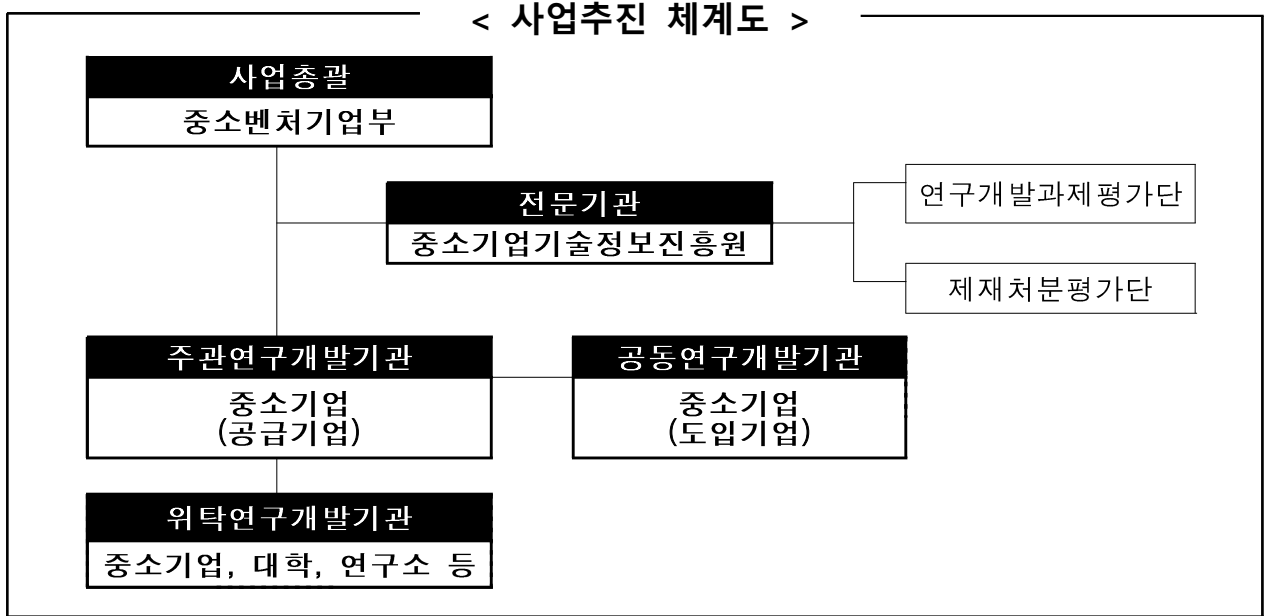 < 사업추진 체계도 >
사업총괄
중소벤처기업부
전문기관
중소기업기술정보진흥원
연구개발과제평가단
제재처분평가단
주관연구개발기관
중소기업
(공급기업)
공동연구개발기관
중소기업
(도입기업)
위탁연구개발기관
중소기업, 대학, 연구소 등